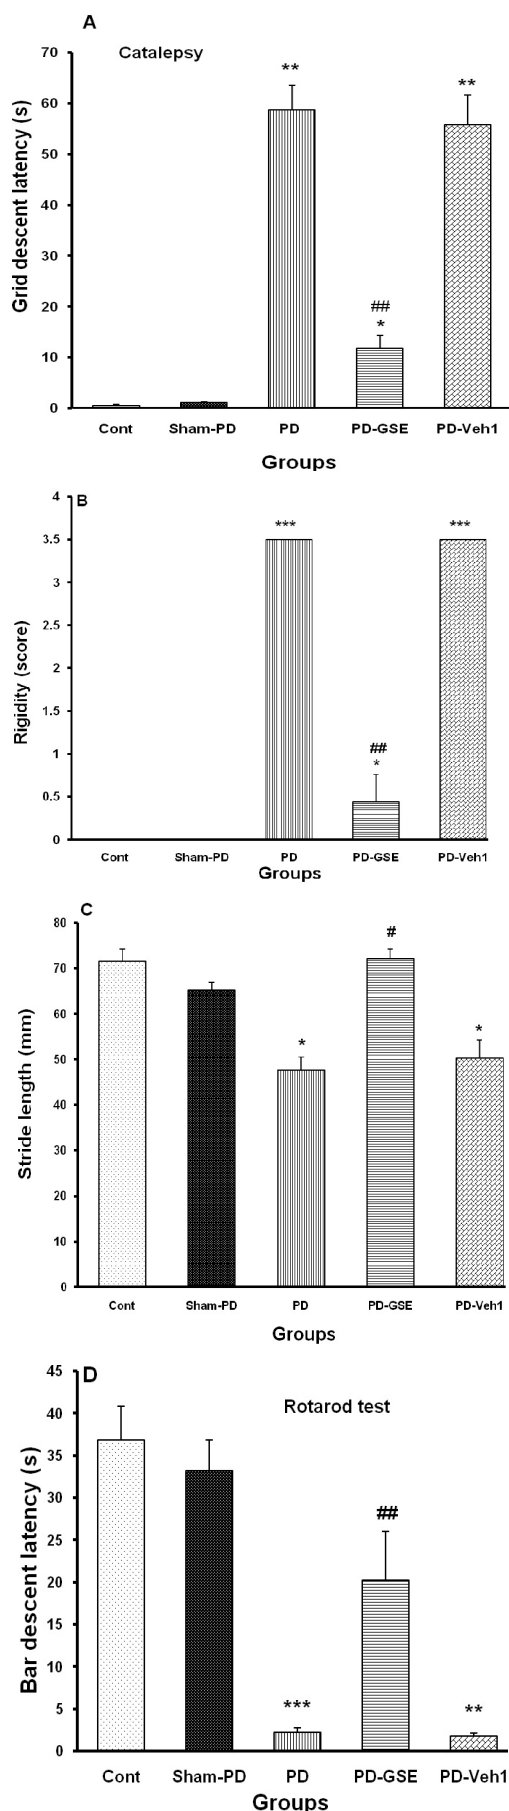 A
Catalepsy
Grid descent latency (s)
70
60
50
40
30
20
10
0
**
##
*
**
Cont Sham-PD PD PD-GSE PD-Veh1
Groups
B
Rigidity (score)
4
3.5
3
2.5
2
1.5
1
0.5
0
***
##
*
***
Cont Sham-PD PD PD-GSE PD-Veh1
Groups
C
Stride length (mm)
80
70
60
50
40
30
20
10
0
*
#
*
Cont Sham-PD PD PD-GSE PD-Veh1
Groups
D
Rotarod test
Bar descent latency (s)
45
40
35
30
25
20
15
10
5
0
***
##
**
Cont Sham-PD PD PD-GSE PD-Veh1
Groups